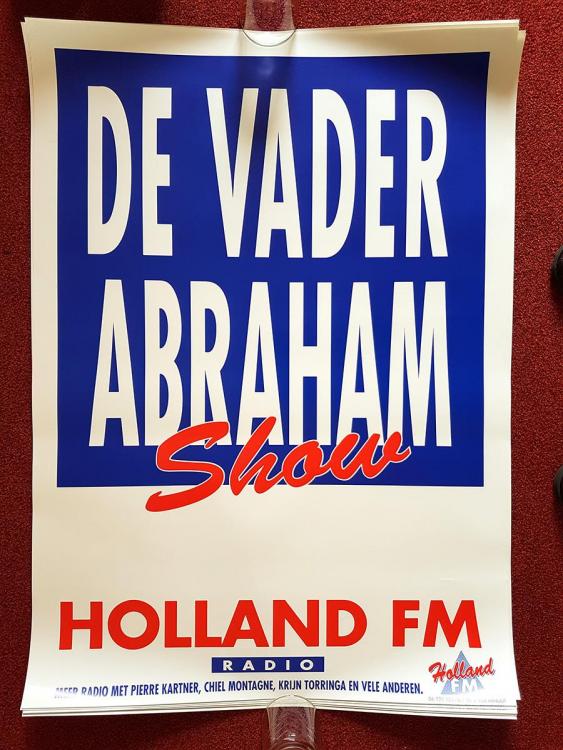 DE VADER
ABRAHAM
Show
HOLLAND FM
RADIO
Holland
FM
MEER RADIO MET PIERRE KARTNER, CHIEL MONTAGNE, KRIJN TORRINGA EN VELE ANDEREN.